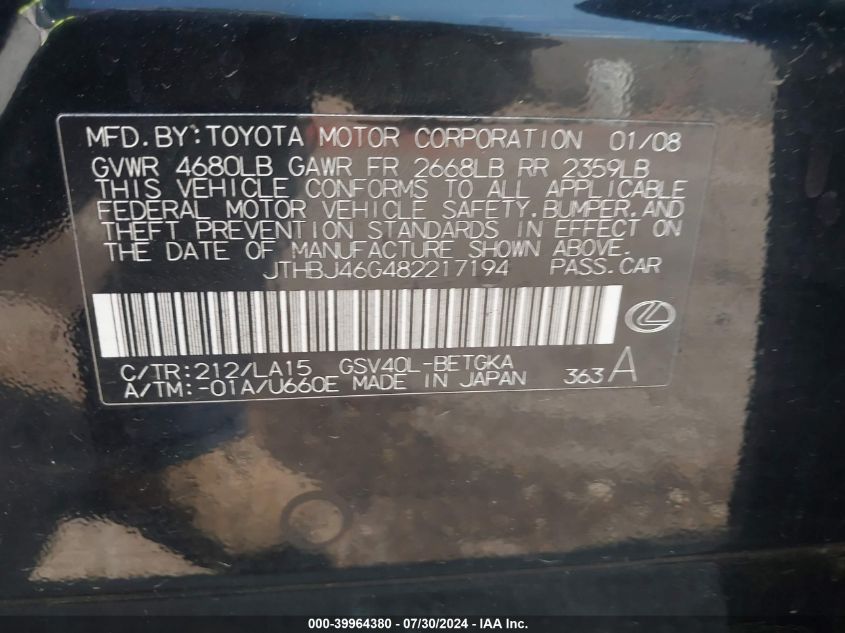 MFD.BY:TOYOTA MOTOR CORPORATION 01/08
GVWR 4680LB GAWR FR 2668LB RR 2359LB
THIS VEHICLE CONFORMS TO ALL APPLICABLE
FEDERAL MOTOR VEHICLE SAFETY,BUMPER,AND
THEFT PREVENTION STANDARDS IN EFFECT ON
THE DATE OF MANUFACTURE SHOWN ABOVE.
JTHBJ46G482217194 PASS.CAR
C/TR:212/LA15 GSV40L-BETGKA
A/TM:-01A/U660E MADE IN JAPAN 363 A
000-39964380 - 07/30/2024 - IAA, Inc.